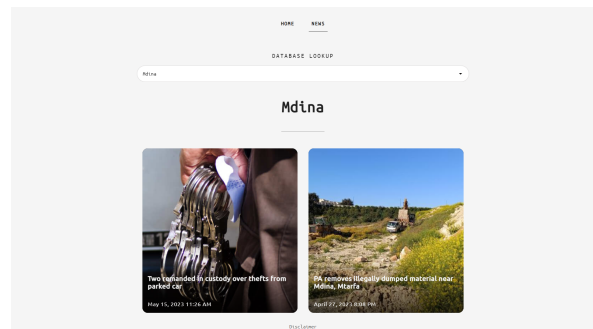 HOME NEWS
DATABASE LOOKUP
Mdina
Mdina
Two remanded in custody over thefts from
parked car
May 15, 2023 11:26 AM
PA removes illegally dumped material near
Mdina, Mtarfa
April 27, 2023 8:08 PM
Disclaimer